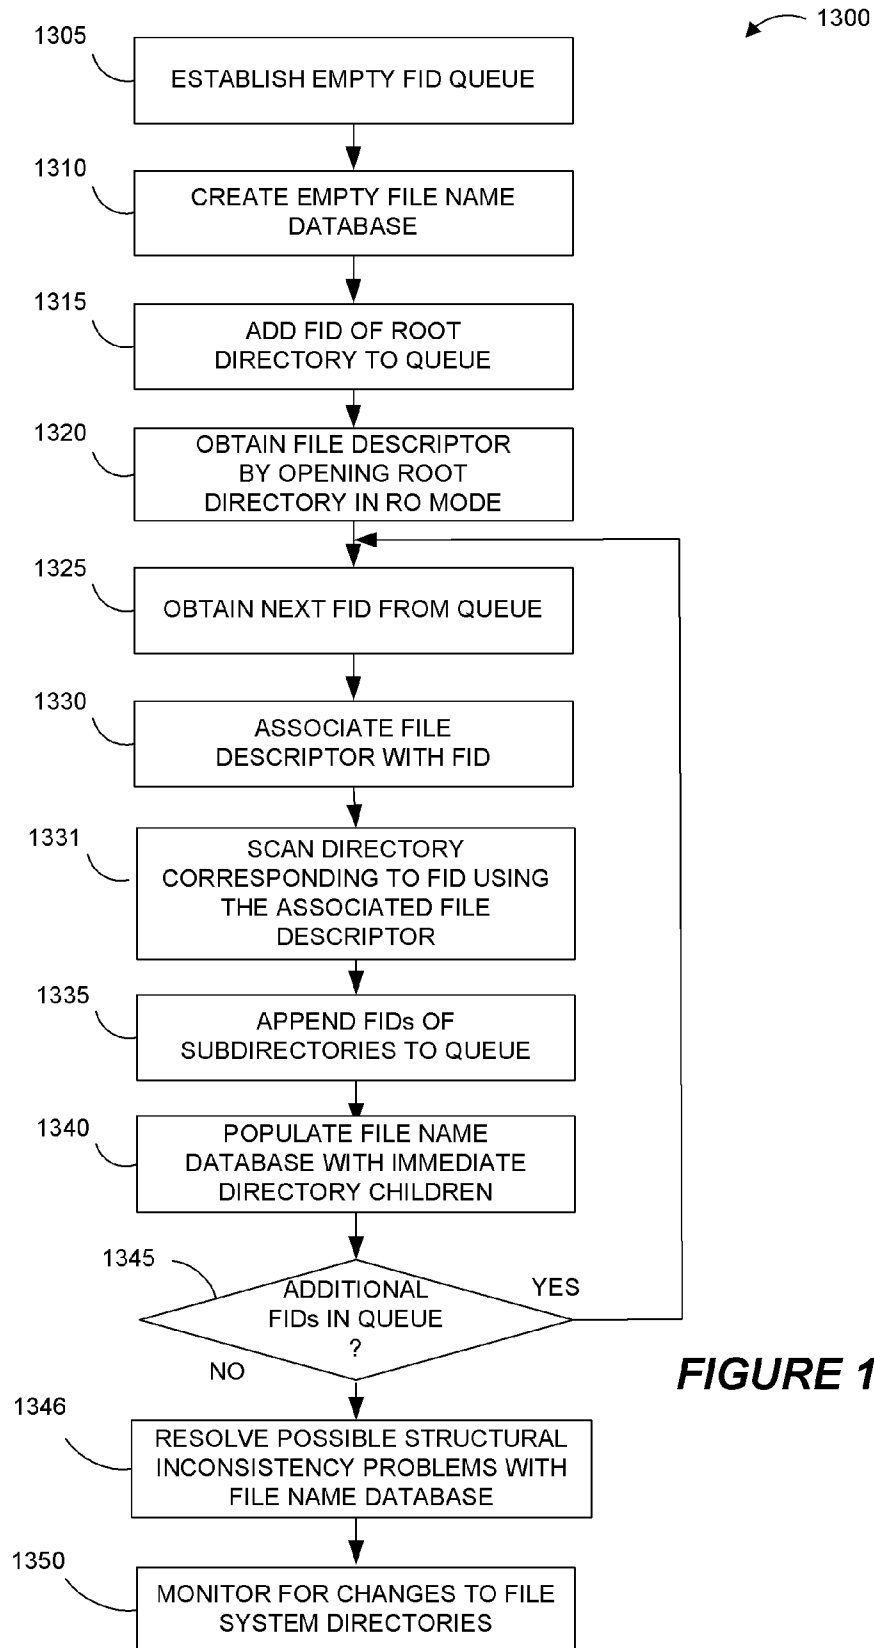 1300
1305
ESTABLISH EMPTY FID QUEUE
1310
CREATE EMPTY FILE NAME
DATABASE
1315
ADD FID OF ROOT
DIRECTORY TO QUEUE
1320
OBTAIN FILE DESCRIPTOR
BY OPENING ROOT
DIRECTORY IN RO MODE
1325
OBTAIN NEXT FID FROM QUEUE
1330
ASSOCIATE FILE
DESCRIPTOR WITH FID
1331
SCAN DIRECTORY
CORRESPONDING TO FID USING
THE ASSOCIATED FILE
DESCRIPTOR
1335
APPEND FIDs OF
SUBDIRECTORIES TO QUEUE
1340
POPULATE FILE NAME
DATABASE WITH IMMEDIATE
DIRECTORY CHILDREN
1345
ADDITIONAL
FIDs IN QUEUE
?
YES
NO
FIGURE 1
1346
RESOLVE POSSIBLE STRUCTURAL
INCONSISTENCY PROBLEMS WITH
FILE NAME DATABASE
1350
MONITOR FOR CHANGES TO FILE
SYSTEM DIRECTORIES